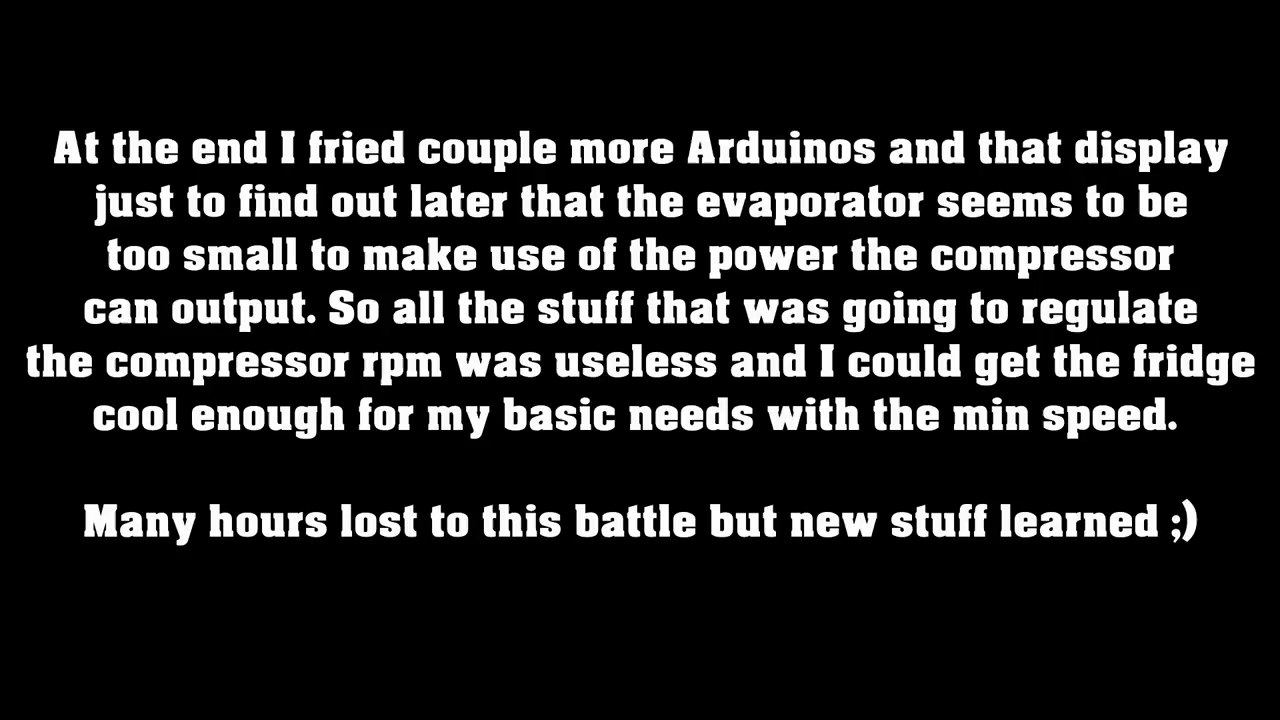 At the end I fried couple more Arduinos and that display
just to find out later that the evaporator seems to be
too small to make use of the power the compressor
can output. So all the stuff that was going to regulate
the compressor rpm was useless and I could get the fridge
cool enough for my basic needs with the min speed.
Many hours lost to this battle but new stuff learned ;)